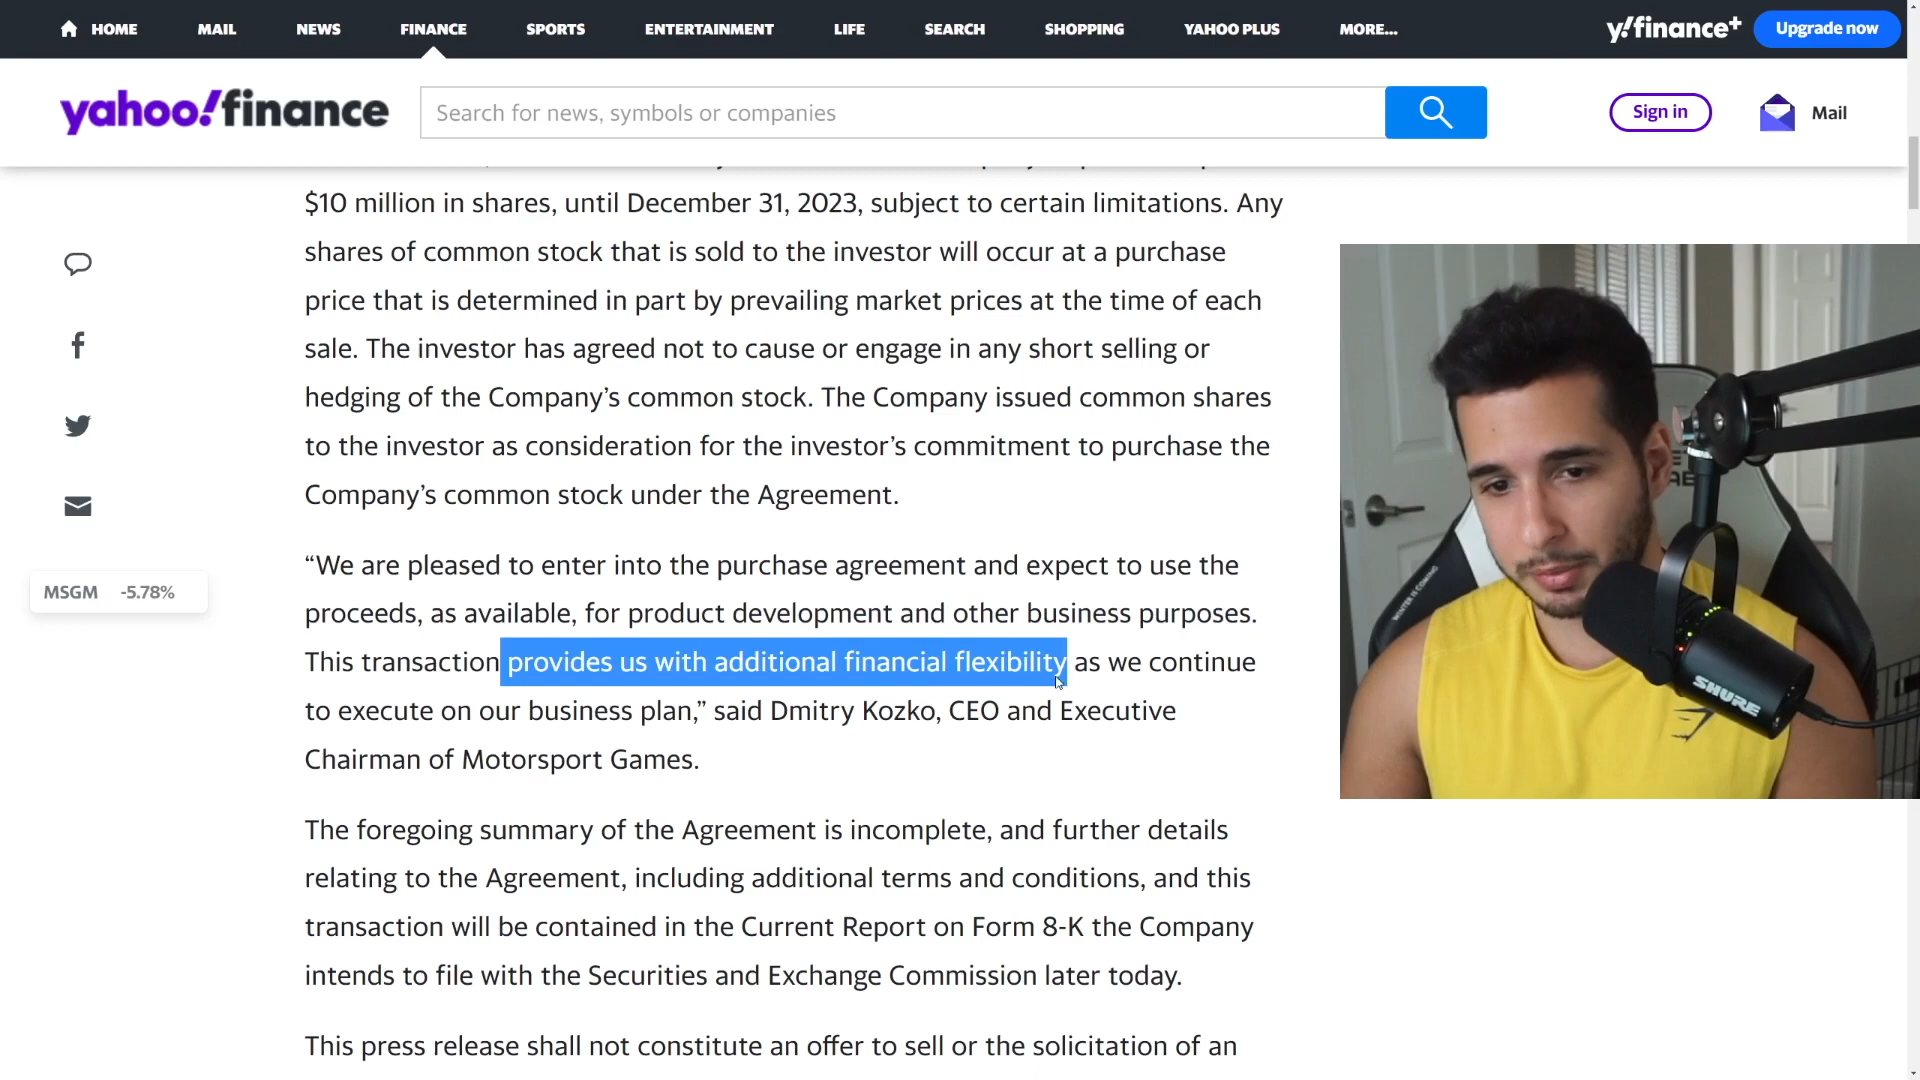 HOME MAIL NEWS FINANCE SPORTS ENTERTAINMENT LIFE SEARCH SHOPPING YAHOO PLUS MORE... y!finance+ Upgrade now
yahoo!finance Search for news, symbols or companies Sign in Mail
$10 million in shares, until December 31, 2023, subject to certain limitations. Any
shares of common stock that is sold to the investor will occur at a purchase
price that is determined in part by prevailing market prices at the time of each
sale. The investor has agreed not to cause or engage in any short selling or
hedging of the Company’s common stock. The Company issued common shares
to the investor as consideration for the investor’s commitment to purchase the
Company’s common stock under the Agreement.
“We are pleased to enter into the purchase agreement and expect to use the
proceeds, as available, for product development and other business purposes.
This transaction provides us with additional financial flexibility as we continue
to execute on our business plan,” said Dmitry Kozko, CEO and Executive
Chairman of Motorsport Games.
The foregoing summary of the Agreement is incomplete, and further details
relating to the Agreement, including additional terms and conditions, and this
transaction will be contained in the Current Report on Form 8-K the Company
intends to file with the Securities and Exchange Commission later today.
This press release shall not constitute an offer to sell or the solicitation of an
MSGM -5.78%
WINTER IS COMING
SHURE